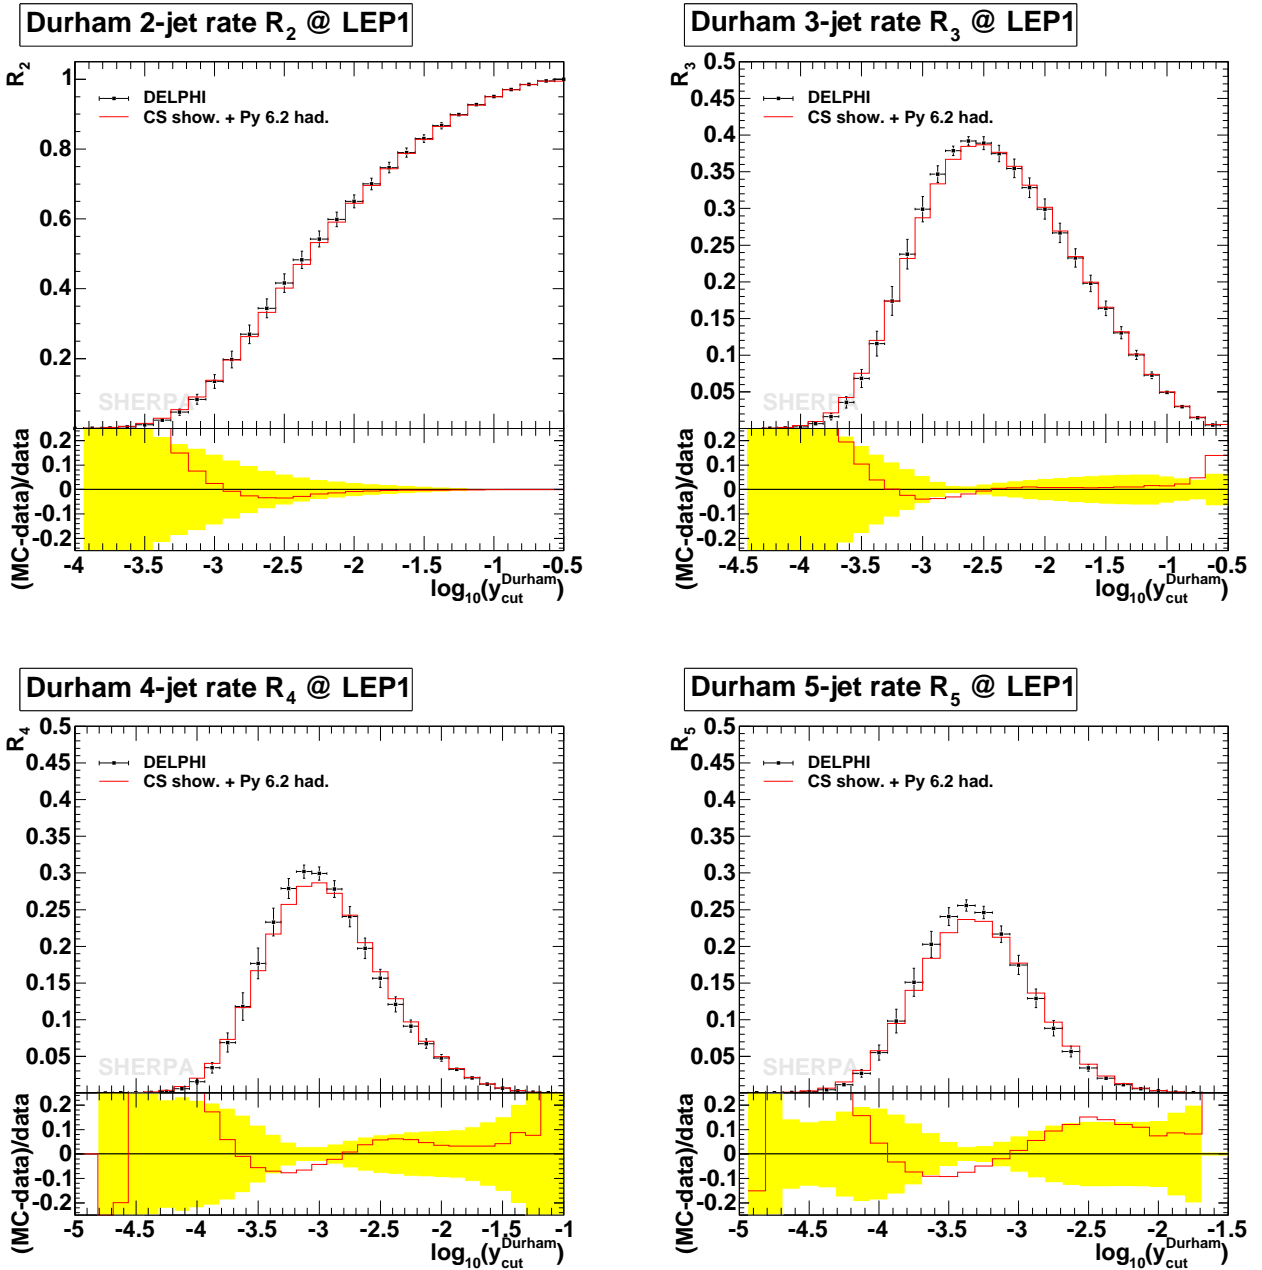 Durham 2-jet rate R2 @ LEP1
R2
1
0.8
0.6
0.4
0.2
DELPHI
CS show. + Py 6.2 had.
SHERPA
(MC-data)/data
0.2
0.1
0
-0.1
-0.2
-4 -3.5 -3 -2.5 -2 -1.5 -1 -0.5
log10(ycut^Durham)
Durham 3-jet rate R3 @ LEP1
R3
0.5
0.45
0.4
0.35
0.3
0.25
0.2
0.15
0.1
0.05
DELPHI
CS show. + Py 6.2 had.
SHERPA
(MC-data)/data
0.2
0.1
0
-0.1
-0.2
-4.5 -4 -3.5 -3 -2.5 -2 -1.5 -1 -0.5
log10(ycut^Durham)
Durham 4-jet rate R4 @ LEP1
R4
0.5
0.45
0.4
0.35
0.3
0.25
0.2
0.15
0.1
0.05
DELPHI
CS show. + Py 6.2 had.
SHERPA
(MC-data)/data
0.2
0.1
0
-0.1
-0.2
-5 -4.5 -4 -3.5 -3 -2.5 -2 -1.5 -1
log10(ycut^Durham)
Durham 5-jet rate R5 @ LEP1
R5
0.5
0.45
0.4
0.35
0.3
0.25
0.2
0.15
0.1
0.05
DELPHI
CS show. + Py 6.2 had.
SHERPA
(MC-data)/data
0.2
0.1
0
-0.1
-0.2
-5 -4.5 -4 -3.5 -3 -2.5 -2 -1.5
log10(ycut^Durham)